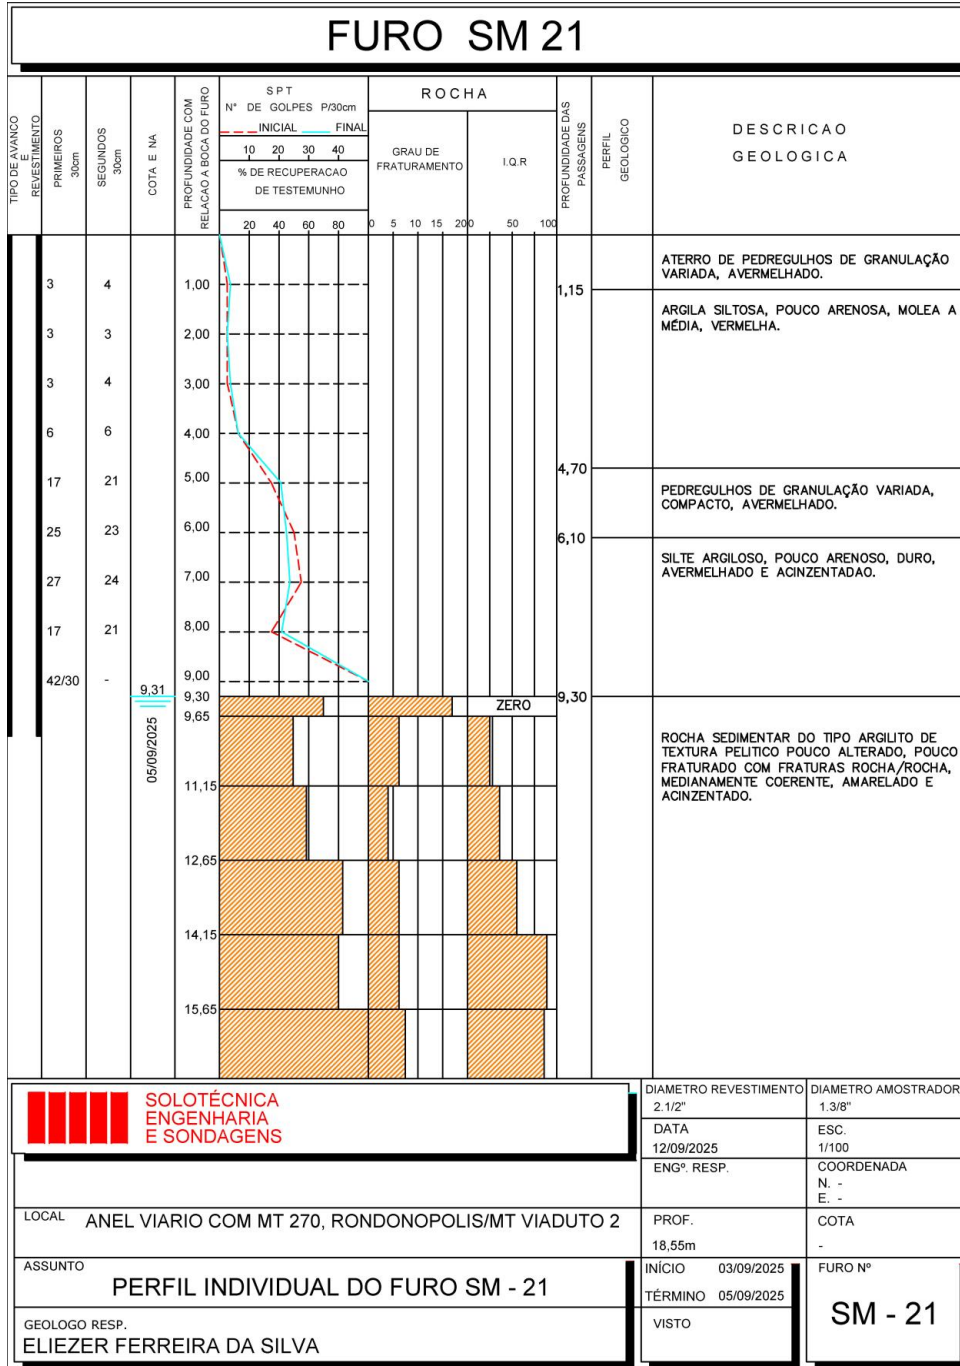 FURO SM 21
TIPO DE AVANCO
E
REVESTIMENTO
PRIMEIROS
30cm
SEGUNDOS
30cm
COTA E NA
PROFUNDIDADE COM
RELACAO A BOCA DO FURO
SPT
N° DE GOLPES P/30cm
INICIAL FINAL
10 20 30 40
% DE RECUPERACAO
DE TESTEMUNHO
20 40 60 80
ROCHA
GRAU DE
FRATURAMENTO
0 5 10 15 20
I.Q.R
0 50 100
PROFUNDIDADE DAS
PASSAGENS
PERFIL
GEOLOGICO
DESCRICAO
GEOLOGICA
ATERRO DE PEDREGULHOS DE GRANULAÇÃO
VARIADA, AVERMELHADO.
3 4 1,00
1,15
ARGILA SILTOSA, POUCO ARENOSA, MOLEA A
MÉDIA, VERMELHA.
3 3 2,00
3 4 3,00
6 6 4,00
4,70
17 21 5,00
PEDREGULHOS DE GRANULAÇÃO VARIADA,
COMPACTO, AVERMELHADO.
25 23 6,00
6,10
SILTE ARGILOSO, POUCO ARENOSO, DURO,
AVERMELHADO E ACINZENTADAO.
27 24 7,00
17 21 8,00
42/30 - 9,00
9,31 9,30 ZERO 9,30
9,65
05/09/2025
ROCHA SEDIMENTAR DO TIPO ARGILITO DE
TEXTURA PELITICO POUCO ALTERADO, POUCO
FRATURADO COM FRATURAS ROCHA/ROCHA,
MEDIANAMENTE COERENTE, AMARELADO E
ACINZENTADO.
11,15
12,65
14,15
15,65
SOLOTÉCNICA
ENGENHARIA
E SONDAGENS
DIAMETRO REVESTIMENTO
2.1/2"
DIAMETRO AMOSTRADOR
1.3/8"
DATA
12/09/2025
ESC.
1/100
ENGº. RESP.
COORDENADA
N. -
E. -
LOCAL ANEL VIARIO COM MT 270, RONDONOPOLIS/MT VIADUTO 2
PROF.
18,55m
COTA
-
ASSUNTO
PERFIL INDIVIDUAL DO FURO SM - 21
INÍCIO 03/09/2025
TÉRMINO 05/09/2025
FURO Nº
SM - 21
GEOLOGO RESP.
ELIEZER FERREIRA DA SILVA
VISTO